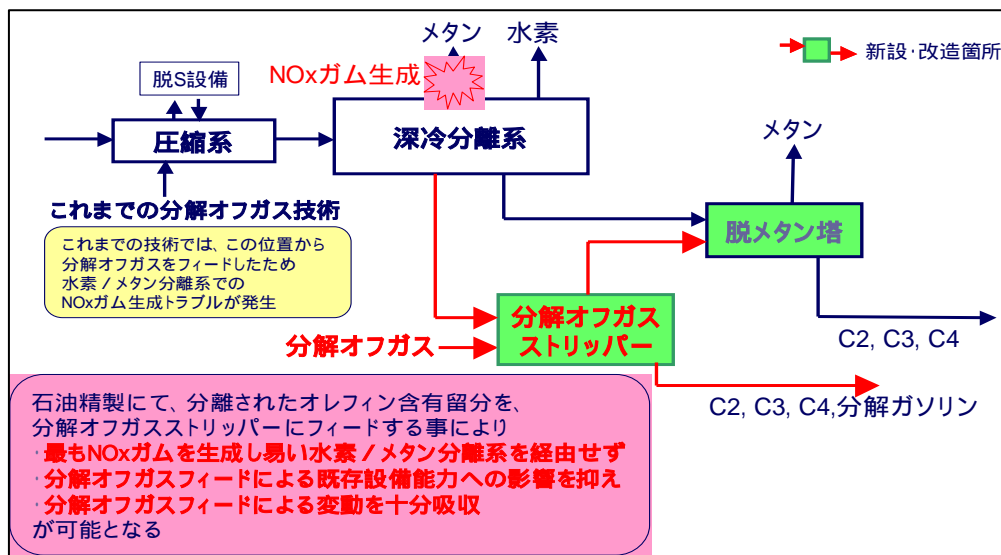 メタン
水素
新設・改造箇所
NOxガム生成
脱S設備
圧縮系
深冷分離系
メタン
これまでの分解オフガス技術
脱メタン塔
これまでの技術では、この位置から
分解オフガスをフィードしたため
水素／メタン分離系での
NOxガム生成トラブルが発生
分解オフガス
分解オフガス
ストリッパー
C2, C3, C4
C2, C3, C4,分解ガソリン
石油精製にて、分離されたオレフィン含有留分を、
分解オフガスストリッパーにフィードする事により
・最もNOxガムを生成し易い水素／メタン分離系を経由せず
・分解オフガスフィードによる既存設備能力への影響を抑え
・分解オフガスフィードによる変動を十分吸収
が可能となる